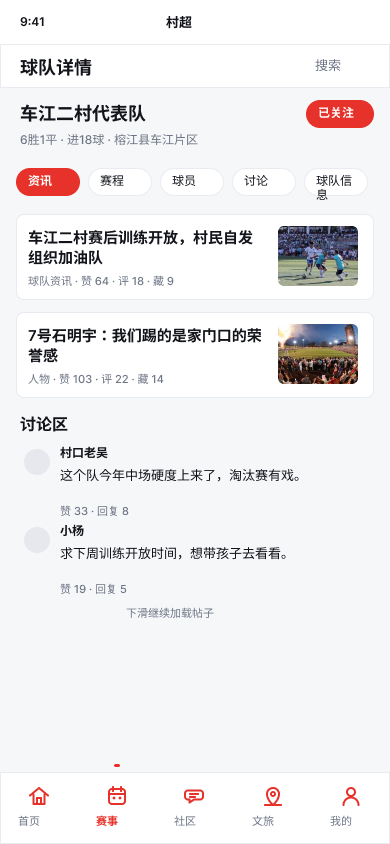 9:41
村超
球队详情
搜索
车江二村代表队
已关注
6胜1平 · 进18球 · 榕江县车江片区
资讯
赛程
球员
讨论
球队信
息
车江二村赛后训练开放，村民自发
组织加油队
球队资讯 · 赞 64 · 评 18 · 藏 9
7号石明宇：我们踢的是家门口的荣
誉感
人物 · 赞 103 · 评 22 · 藏 14
讨论区
村口老吴
这个队今年中场硬度上来了，淘汰赛有戏。
赞 33 · 回复 8
小杨
求下周训练开放时间，想带孩子去看看。
赞 19 · 回复 5
下滑继续加载帖子
首页
赛事
社区
文旅
我的